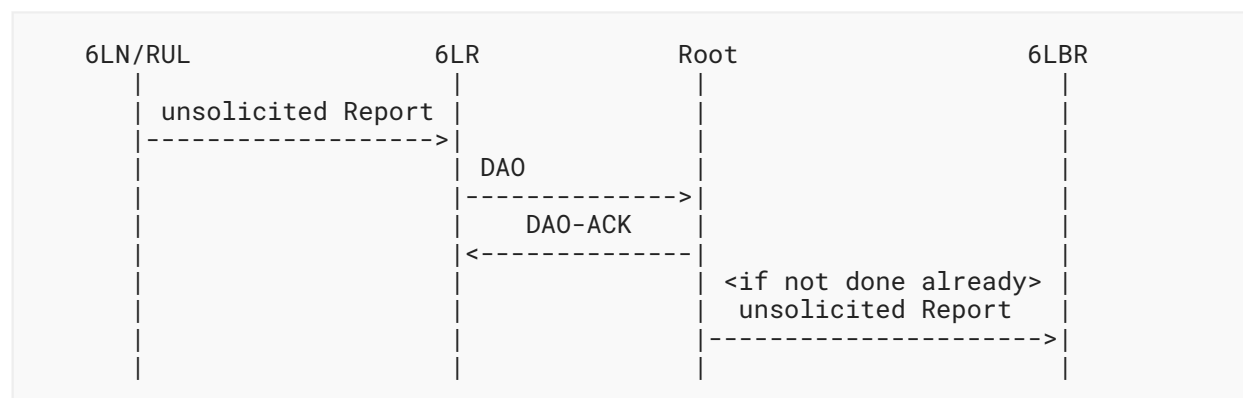 6LN/RUL 6LR Root 6LBR
unsolicited Report
DAO
DAO-ACK
<if not done already>
unsolicited Report